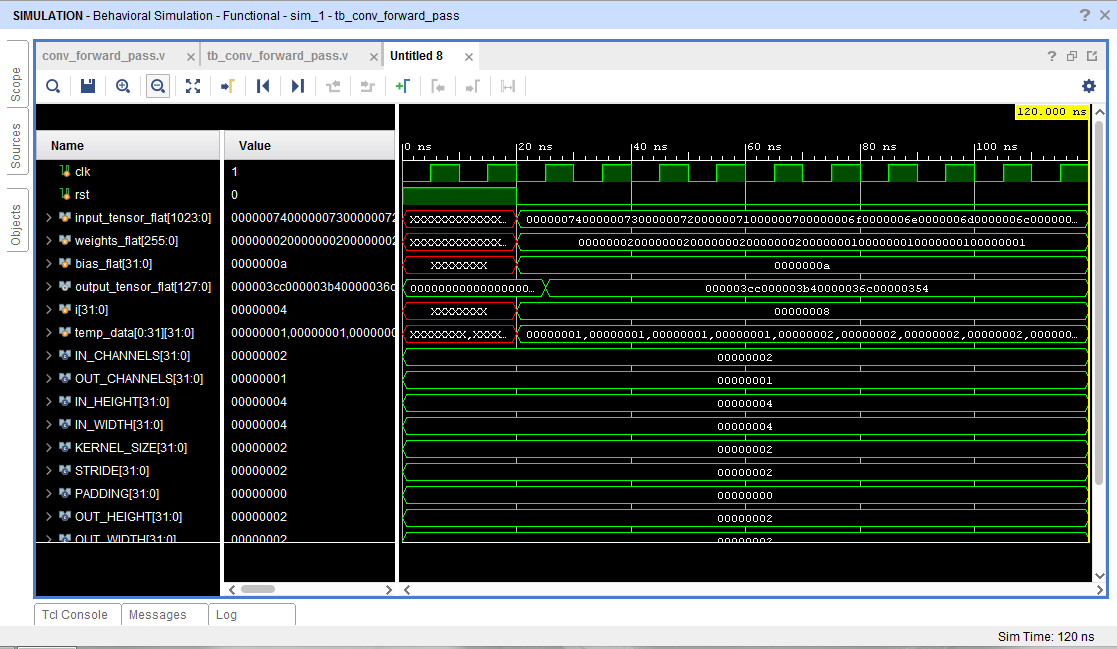 SIMULATION - Behavioral Simulation - Functional - sim_1 - tb_conv_forward_pass
conv_forward_pass.v tb_conv_forward_pass.v Untitled 8
Scope
Sources
Objects
120.000 ns
Name Value 0 ns 20 ns 40 ns 60 ns 80 ns 100 ns
clk 1
rst 0
input_tensor_flat[1023:0] 000000740000007300000072 XXXXXXXXXXXXX... 00000074000000730000007200000071000000700000006f0000006e0000006d0000006c000000...
weights_flat[255:0] 000000020000000200000002 XXXXXXXXXXXXX... 0000000200000002000000020000000200000001000000010000000100000001
bias_flat[31:0] 0000000a XXXXXXXX 0000000a
output_tensor_flat[127:0] 000003cc000003b40000036c 0000000000000000000... 000003cc000003b40000036c00000354
i[31:0] 00000004 XXXXXXXX 00000008
temp_data[0:31][31:0] 00000001,00000001,0000000 XXXXXXXX,XXXX... 00000001,00000001,00000001,00000001,00000002,00000002,00000002,00000002,000000...
IN_CHANNELS[31:0] 00000002 00000002
OUT_CHANNELS[31:0] 00000001 00000001
IN_HEIGHT[31:0] 00000004 00000004
IN_WIDTH[31:0] 00000004 00000004
KERNEL_SIZE[31:0] 00000002 00000002
STRIDE[31:0] 00000002 00000002
PADDING[31:0] 00000000 00000000
OUT_HEIGHT[31:0] 00000002 00000002
OUT_WIDTH[31:0] 00000002 00000002
Tcl Console Messages Log
Sim Time: 120 ns